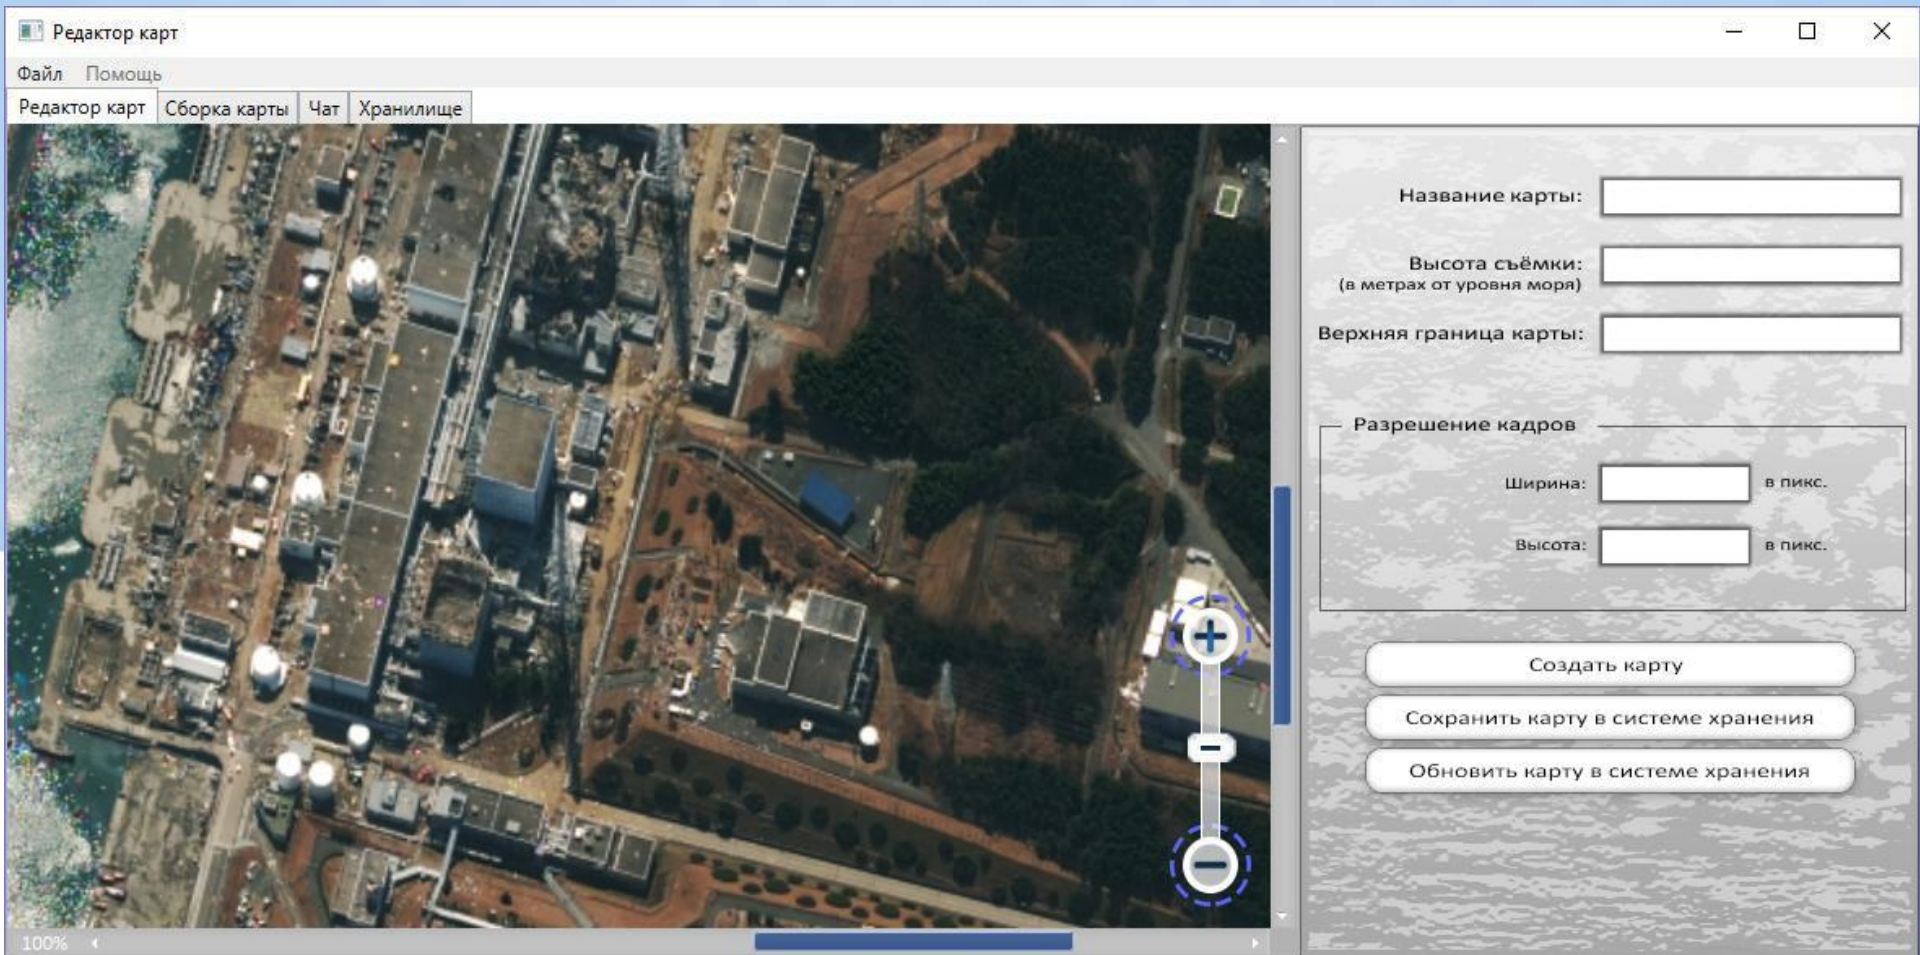 Редактор карт
Файл Помощь
Редактор карт Сборка карты Чат Хранилище
Название карты:
Высота съёмки:
(в метрах от уровня моря)
Верхняя граница карты:
Разрешение кадров
Ширина: в пикс.
Высота: в пикс.
Создать карту
Сохранить карту в системе хранения
Обновить карту в системе хранения
100%